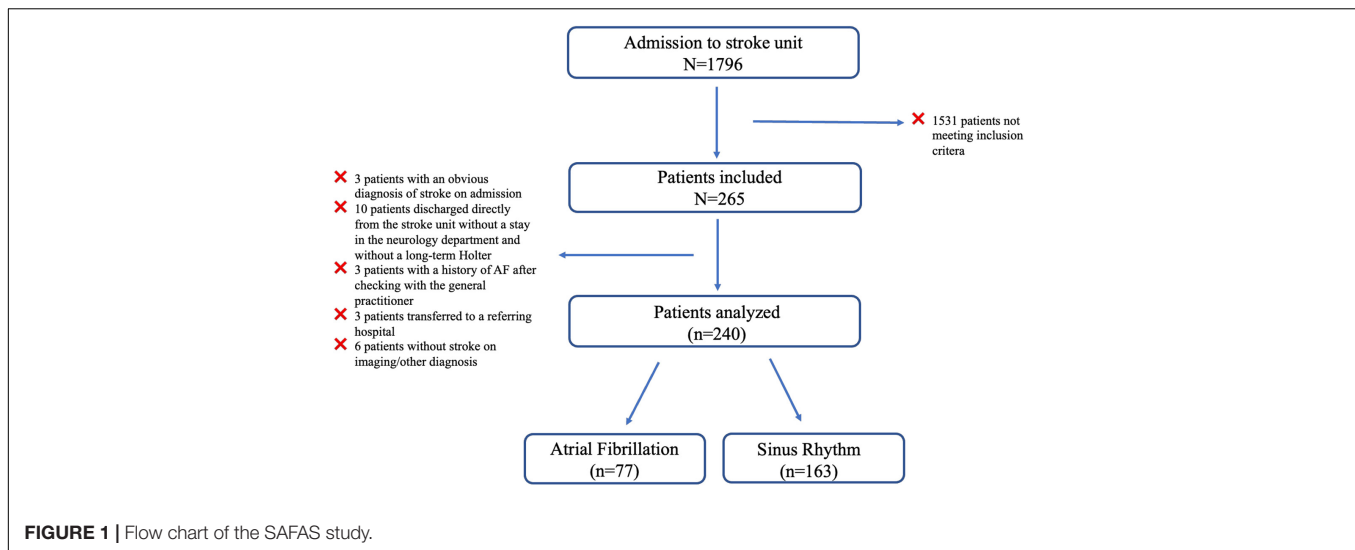 Admission to stroke unit
N=1796
1531 patients not
meeting inclusion
critera
Patients included
N=265
3 patients with an obvious
diagnosis of stroke on admission
10 patients discharged directly
from the stroke unit without a stay
in the neurology department and
without a long-term Holter
3 patients with a history of AF after
checking with the general
practitioner
3 patients transferred to a referring
hospital
6 patients without stroke on
imaging/other diagnosis
Patients analyzed
(n=240)
Atrial Fibrillation
(n=77)
Sinus Rhythm
(n=163)
FIGURE 1 | Flow chart of the SAFAS study.